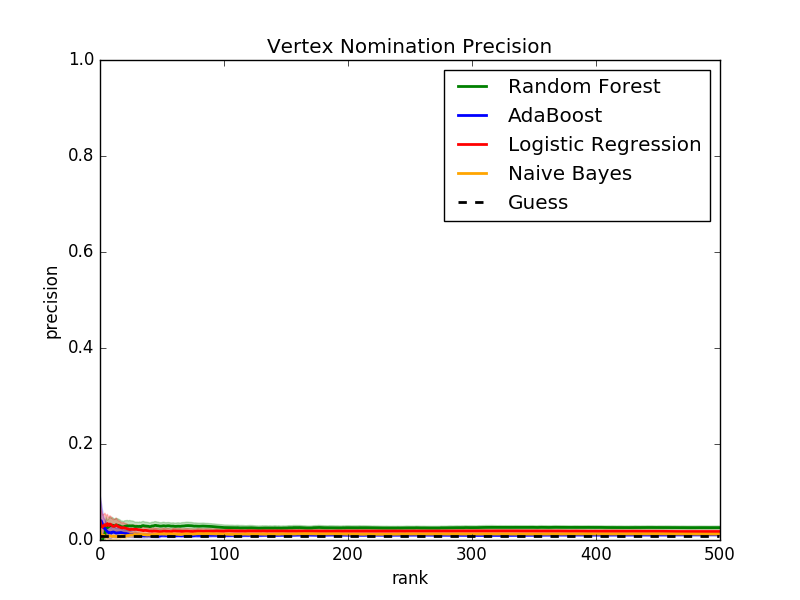 Vertex Nomination Precision
1.0
0.8
0.6
0.4
0.2
0.0
precision
Random Forest
AdaBoost
Logistic Regression
Naive Bayes
Guess
0 100 200 300 400 500
rank